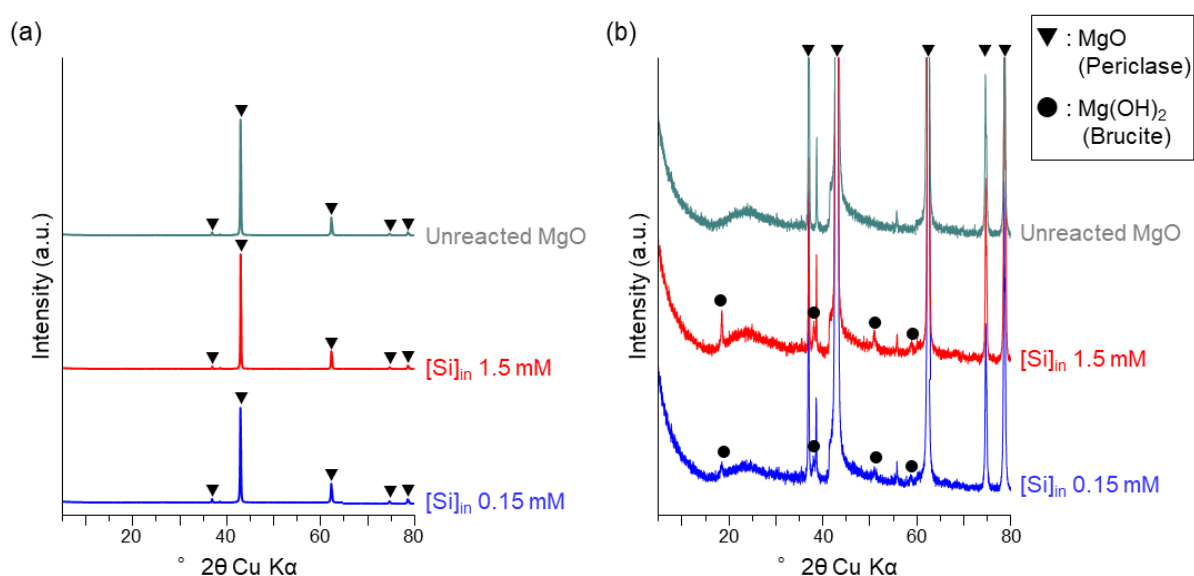 (a)
Intensity (a.u.)
Unreacted MgO
[Si]in 1.5 mM
[Si]in 0.15 mM
20 40 60 80
° 2θ Cu Kα
(b)
Intensity (a.u.)
Unreacted MgO
[Si]in 1.5 mM
[Si]in 0.15 mM
20 40 60 80
° 2θ Cu Kα
▼ : MgO
(Periclase)
● : Mg(OH)2
(Brucite)